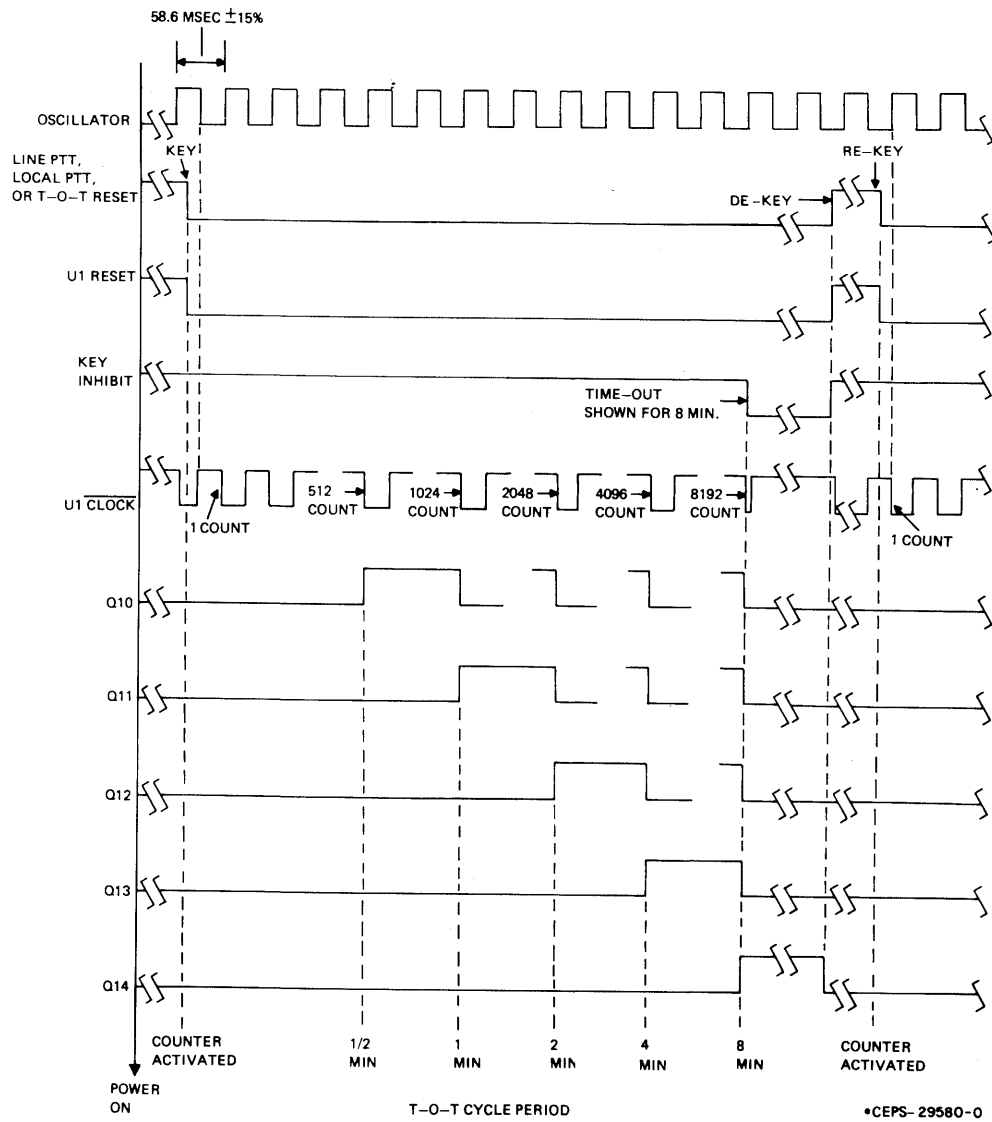 58.6 MSEC ±15%
OSCILLATOR
KEY
RE-KEY
LINE PTT,
LOCAL PTT,
OR T-O-T RESET
DE-KEY
U1 RESET
KEY
INHIBIT
TIME-OUT
SHOWN FOR 8 MIN.
U1 CLOCK
1 COUNT
512
COUNT
1024
COUNT
2048
COUNT
4096
COUNT
8192
COUNT
1 COUNT
Q10
Q11
Q12
Q13
Q14
COUNTER
ACTIVATED
1/2
MIN
1
MIN
2
MIN
4
MIN
8
MIN
COUNTER
ACTIVATED
POWER
ON
T-O-T CYCLE PERIOD
•CEPS-29580-0